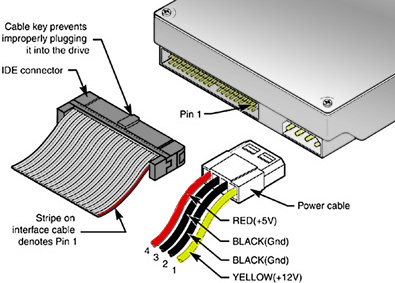 Cable key prevents
improperly plugging
it into the drive
IDE connector
Pin 1
Stripe on
interface cable
denotes Pin 1
Power cable
RED(+5V)
BLACK(Gnd)
BLACK(Gnd)
YELLOW(+12V)
4
3
2
1